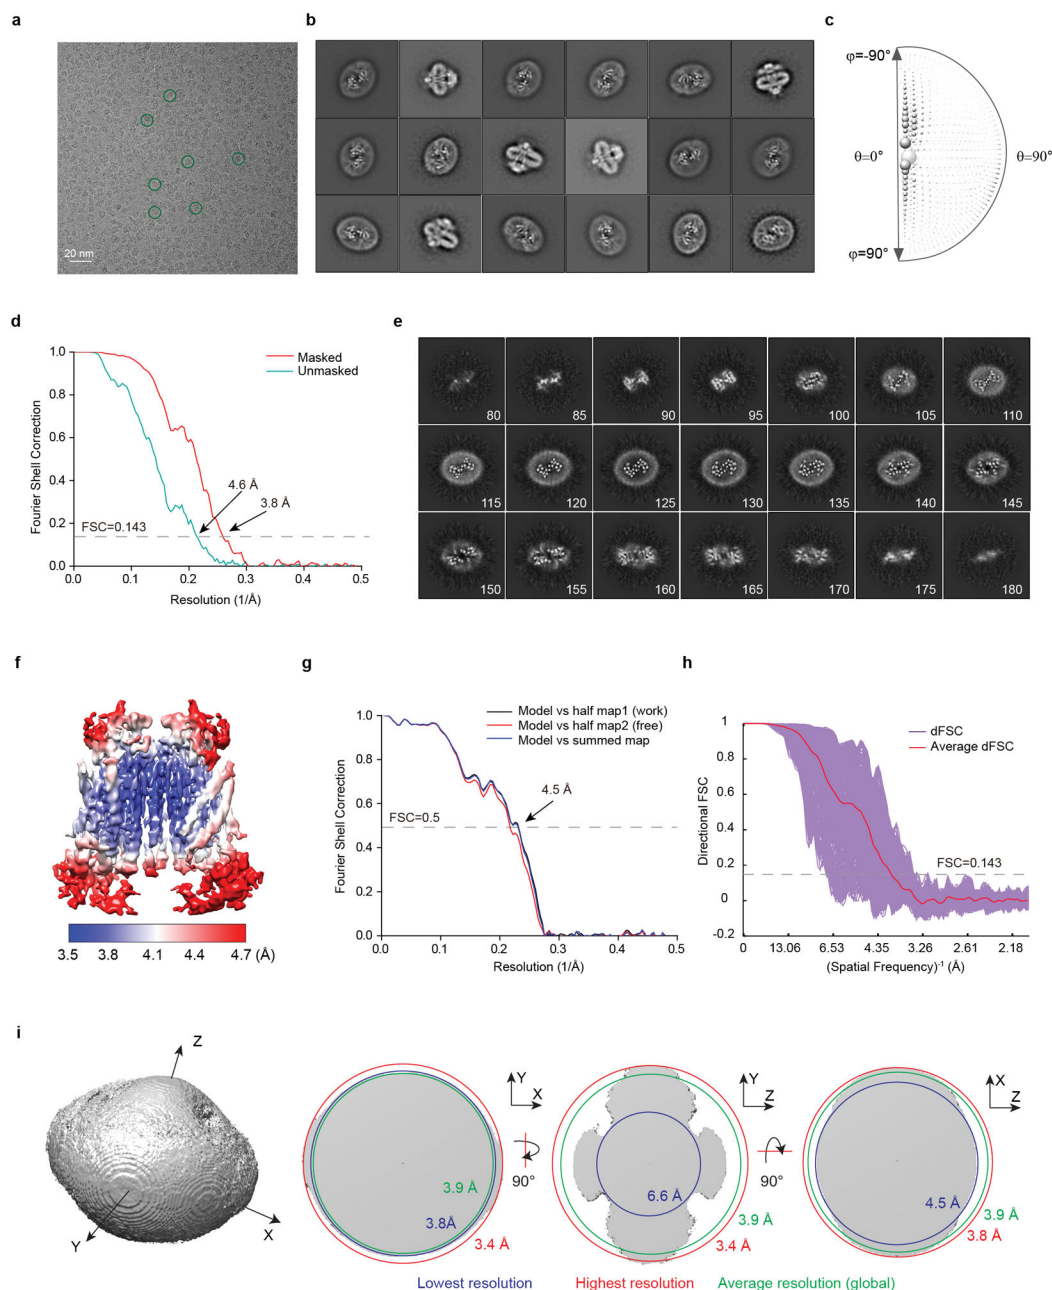 a
20 nm
b
c
φ=-90°
θ=0°
θ=90°
φ=90°
d
1.0
0.8
0.6
0.4
0.2
0.0
Fourier Shell Correction
Masked
Unmasked
4.6 Å
3.8 Å
FSC=0.143
0.0 0.1 0.2 0.3 0.4 0.5
Resolution (1/Å)
e
80 85 90 95 100 105 110
115 120 125 130 135 140 145
150 155 160 165 170 175 180
f
3.5 3.8 4.1 4.4 4.7 (Å)
g
1.0
0.8
0.6
0.4
0.2
0.0
Fourier Shell Correction
Model vs half map1 (work)
Model vs half map2 (free)
Model vs summed map
4.5 Å
FSC=0.5
0.0 0.1 0.2 0.3 0.4 0.5
Resolution (1/Å)
h
1
0.8
0.6
0.4
0.2
0
-0.2
Directional FSC
dFSC
Average dFSC
FSC=0.143
0 13.06 6.53 4.35 3.26 2.61 2.18
(Spatial Frequency)-1 (Å)
i
Z
Y
X
Y
X
90°
3.9 Å
3.8Å
3.4 Å
Y
Z
90°
6.6 Å
3.9 Å
3.4 Å
X
Z
4.5 Å
3.9 Å
3.8 Å
Lowest resolution Highest resolution Average resolution (global)